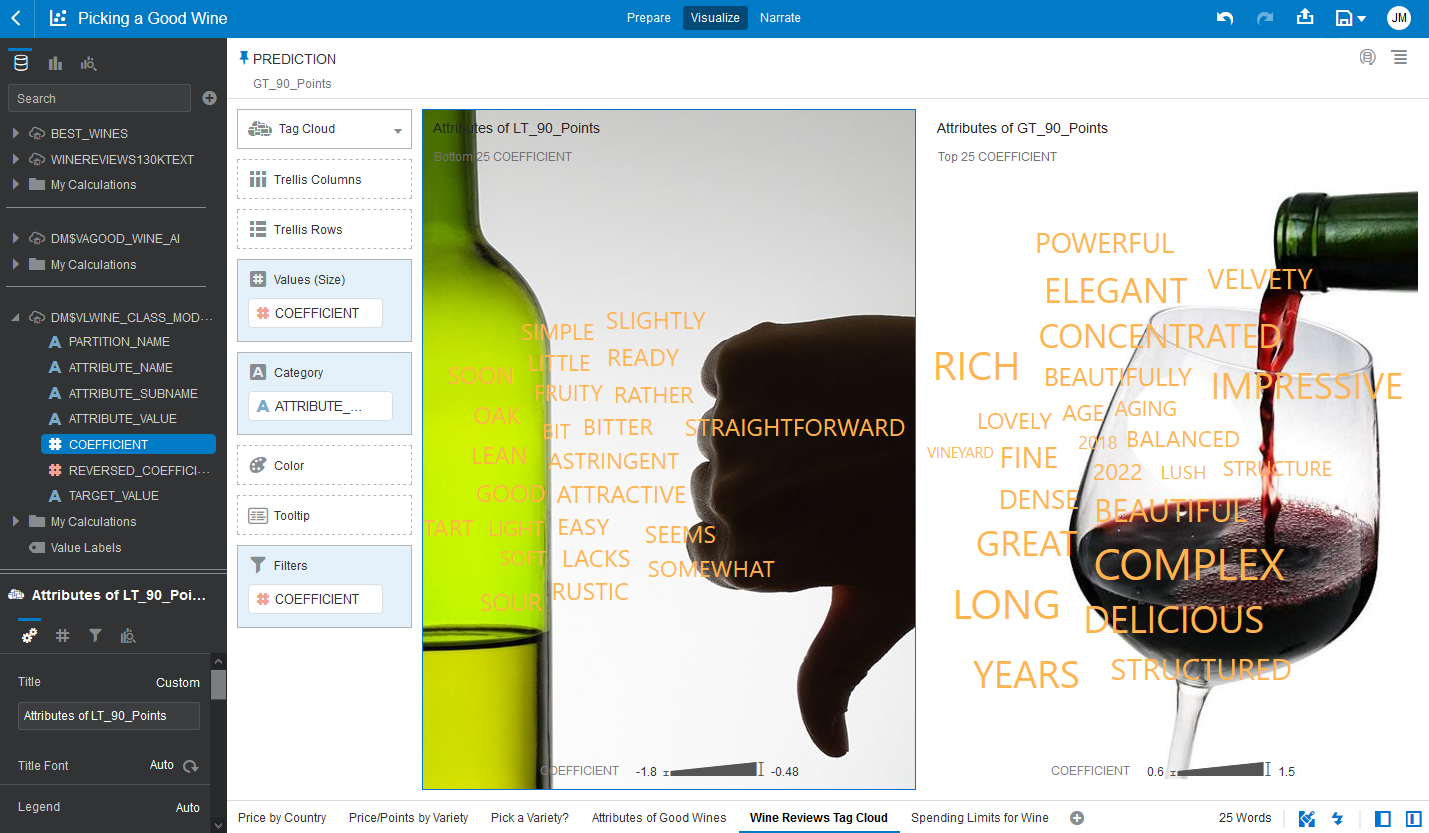 Picking a Good Wine
Prepare
Visualize
Narrate
JM
Search
BEST_WINES
WINEREVIEWS130KTEXT
My Calculations
DM$VAGOOD_WINE_AI
My Calculations
DM$VLWINE_CLASS_MOD...
PARTITION_NAME
ATTRIBUTE_NAME
ATTRIBUTE_SUBNAME
ATTRIBUTE_VALUE
COEFFICIENT
REVERSED_COEFFICI...
TARGET_VALUE
My Calculations
Value Labels
Attributes of LT_90_Poi...
Title
Custom
Attributes of LT_90_Points
Title Font
Auto
Legend
Auto
PREDICTION
GT_90_Points
Tag Cloud
Trellis Columns
Trellis Rows
Values (Size)
COEFFICIENT
Category
A ATTRIBUTE_...
Color
Tooltip
Filters
COEFFICIENT
Attributes of LT_90_Points
Bottom 25 COEFFICIENT
SIMPLE SLIGHTLY
LITTLE READY
SOON
FRUITY RATHER
OAK
BIT BITTER STRAIGHTFORWARD
LEAN ASTRINGENT
GOOD ATTRACTIVE
TART LIGHT EASY SEEMS
SOFT LACKS SOMEWHAT
SOUR RUSTIC
COEFFICIENT -1.8 -0.48
Attributes of GT_90_Points
Top 25 COEFFICIENT
POWERFUL
ELEGANT VELVETY
CONCENTRATED
RICH BEAUTIFULLY IMPRESSIVE
LOVELY AGE AGING
VINEYARD FINE 2018 BALANCED
2022 LUSH STRUCTURE
DENSE BEAUTIFUL
GREAT
COMPLEX
LONG DELICIOUS
YEARS STRUCTURED
COEFFICIENT 0.6 1.5
Price by Country
Price/Points by Variety
Pick a Variety?
Attributes of Good Wines
Wine Reviews Tag Cloud
Spending Limits for Wine
25 Words